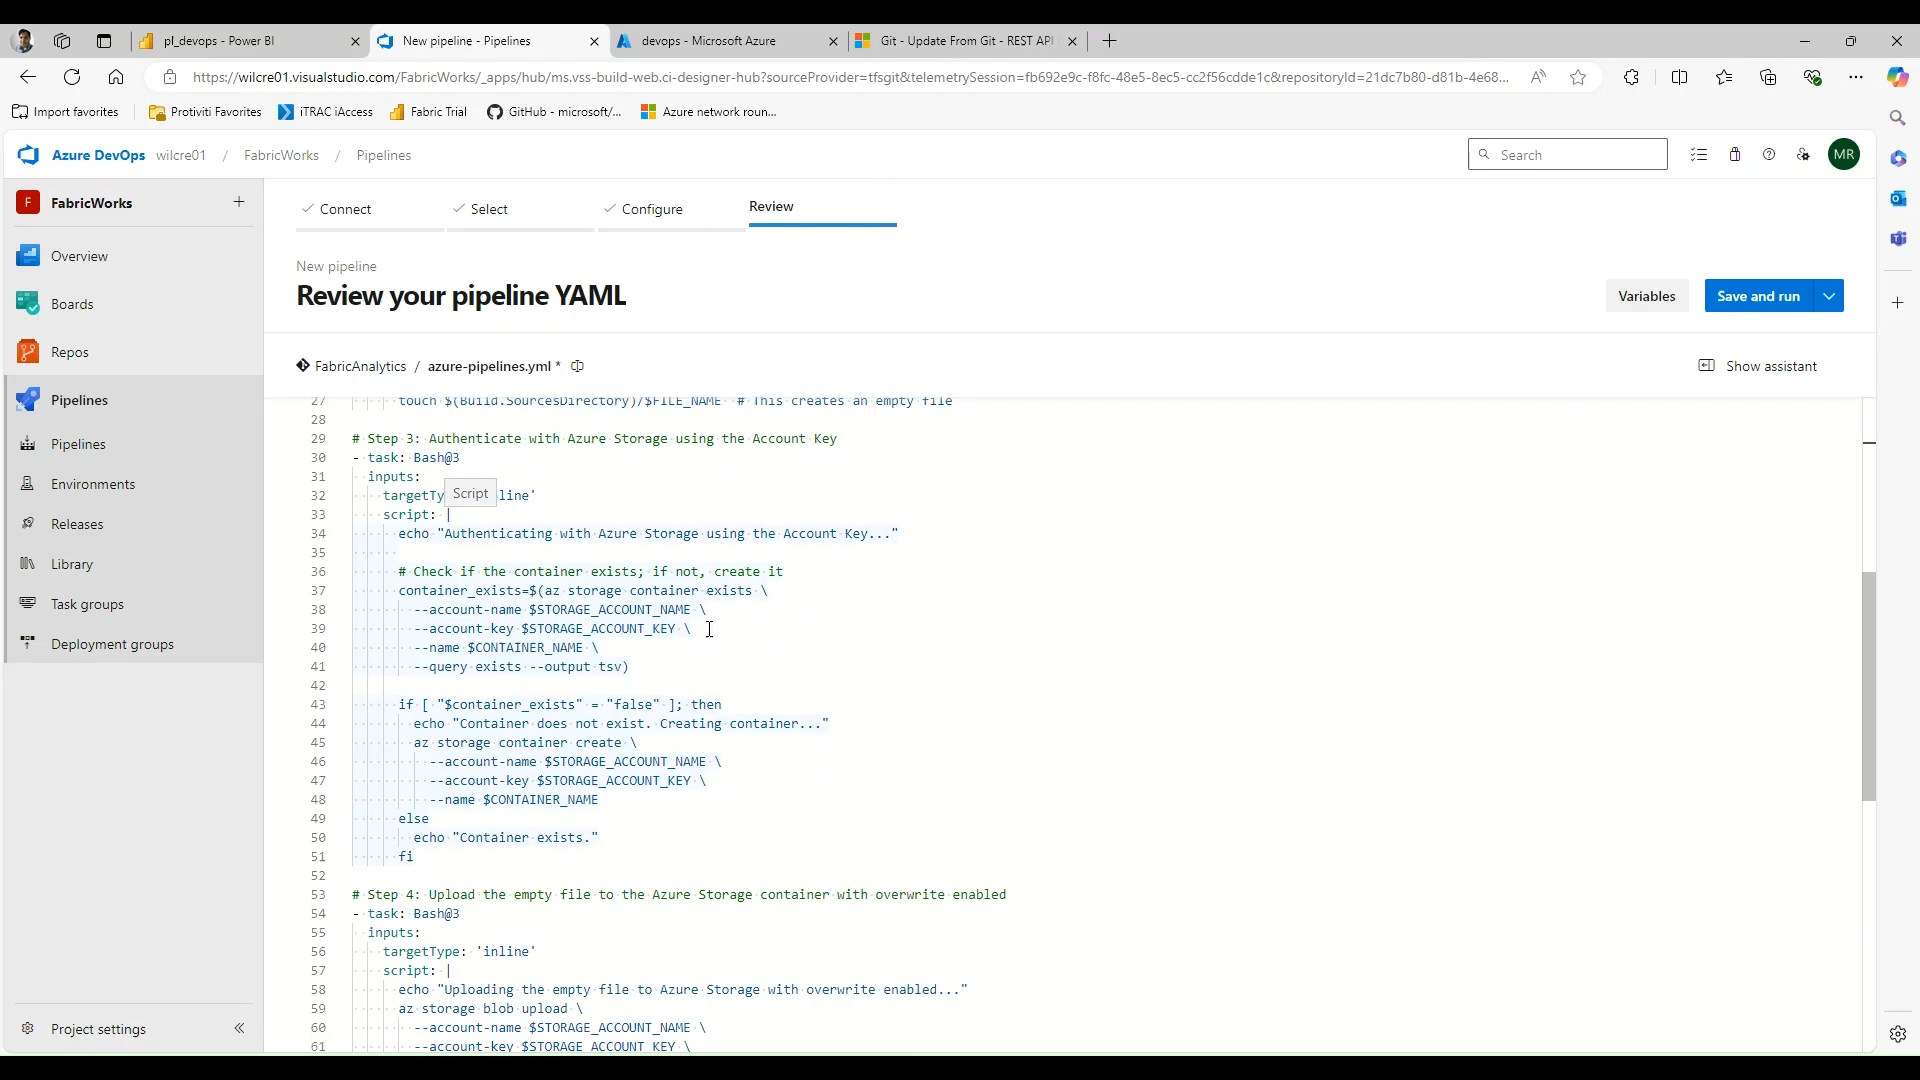 pl_devops - Power BI
New pipeline - Pipelines
devops - Microsoft Azure
Git - Update From Git - REST API
https://wilcre01.visualstudio.com/FabricWorks/_apps/hub/ms.vss-build-web.ci-designer-hub?sourceProvider=tfsgit&telemetrySession=fb692e9c-f8fc-48e5-8ec5-cc2f56cdde1c&repositoryId=21dc7b80-d81b-4e68...
Import favorites
Protiviti Favorites
iTRAC iAccess
Fabric Trial
GitHub - microsoft/...
Azure network roun...
Azure DevOps wilcre01 / FabricWorks / Pipelines
Search
MR
F FabricWorks
Overview
Boards
Repos
Pipelines
Pipelines
Environments
Releases
Library
Task groups
Deployment groups
Project settings
Connect
Select
Configure
Review
New pipeline
Review your pipeline YAML
Variables
Save and run
FabricAnalytics / azure-pipelines.yml *
Show assistant
27 touch $(Build.SourcesDirectory)/$FILE_NAME # This creates an empty file
28
29 # Step 3: Authenticate with Azure Storage using the Account Key
30 - task: Bash@3
31 inputs:
32 targetTy Script line'
33 script: |
34 echo "Authenticating with Azure Storage using the Account Key..."
35
36 # Check if the container exists; if not, create it
37 container_exists=$(az storage container exists \
38 --account-name $STORAGE_ACCOUNT_NAME \
39 --account-key $STORAGE_ACCOUNT_KEY \
40 --name $CONTAINER_NAME \
41 --query exists --output tsv)
42
43 if [ "$container_exists" = "false" ]; then
44 echo "Container does not exist. Creating container..."
45 az storage container create \
46 --account-name $STORAGE_ACCOUNT_NAME \
47 --account-key $STORAGE_ACCOUNT_KEY \
48 --name $CONTAINER_NAME
49 else
50 echo "Container exists."
51 fi
52
53 # Step 4: Upload the empty file to the Azure Storage container with overwrite enabled
54 - task: Bash@3
55 inputs:
56 targetType: 'inline'
57 script: |
58 echo "Uploading the empty file to Azure Storage with overwrite enabled..."
59 az storage blob upload \
60 --account-name $STORAGE_ACCOUNT_NAME \
61 --account-key $STORAGE_ACCOUNT_KEY \